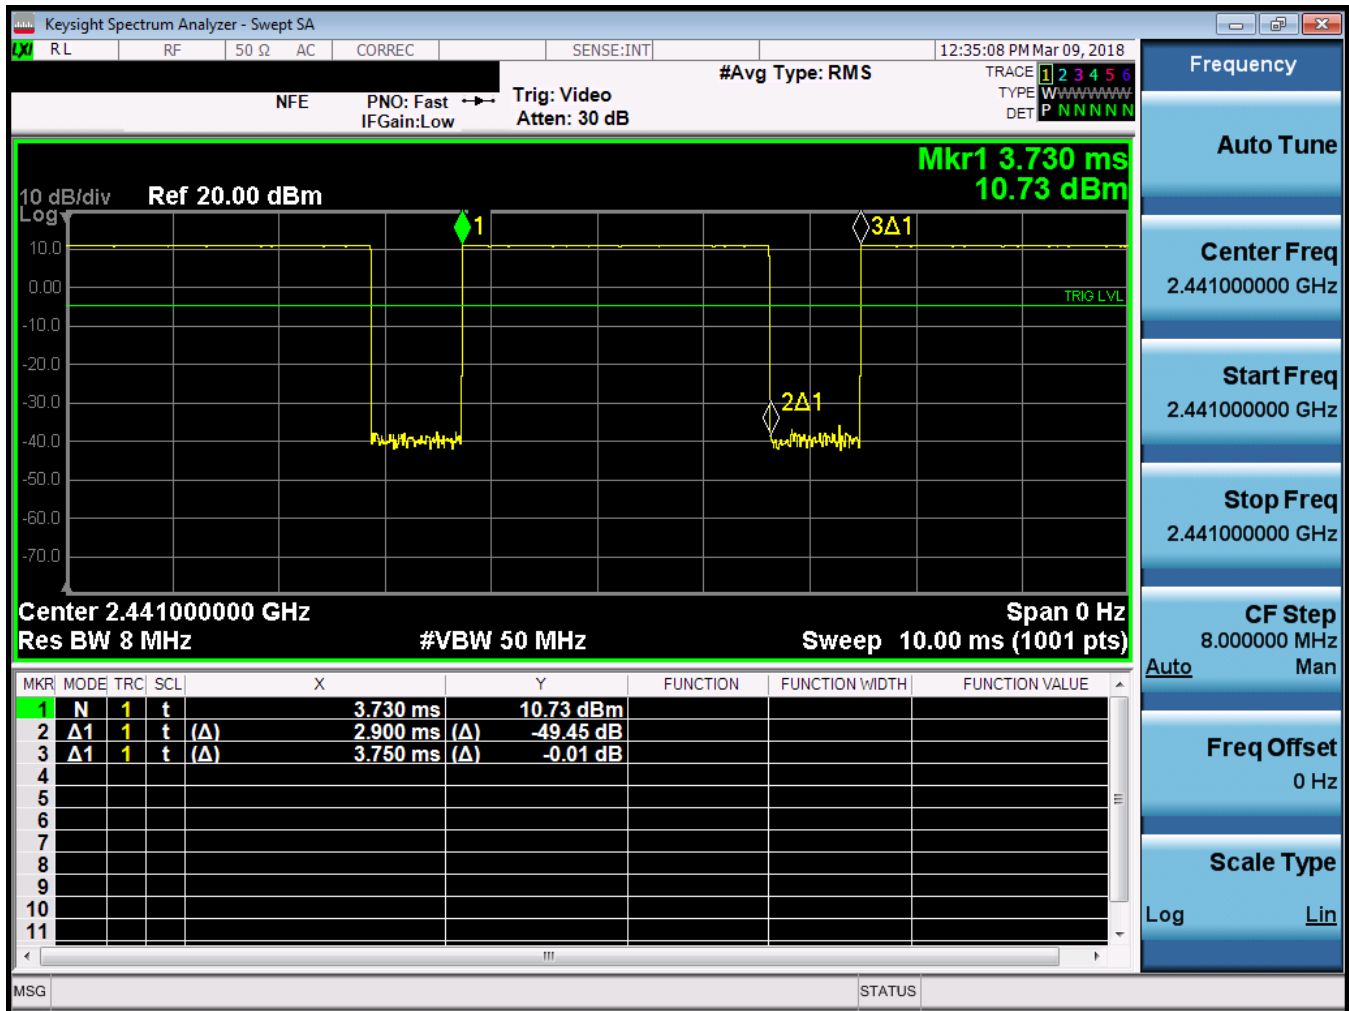 Keysight Spectrum Analyzer - Swept SA
LXI RL RF 50 Ω AC CORREC SENSE:INT 12:35:08 PM Mar 09, 2018
#Avg Type: RMS
TRACE 1 2 3 4 5 6
TYPE WWWWWWW
DET P N N N N N
NFE
PNO: Fast
IFGain:Low
Trig: Video
Atten: 30 dB
Mkr1 3.730 ms
10.73 dBm
10 dB/div
Log
Ref 20.00 dBm
1
3Δ1
10.0
0.00
TRIG LVL
-10.0
-20.0
-30.0
2Δ1
-40.0
-50.0
-60.0
-70.0
Center 2.441000000 GHz
Span 0 Hz
Res BW 8 MHz
#VBW 50 MHz
Sweep 10.00 ms (1001 pts)
MKR MODE TRC SCL X Y FUNCTION FUNCTION WIDTH FUNCTION VALUE
1 N 1 t 3.730 ms 10.73 dBm
2 Δ1 1 t (Δ) 2.900 ms (Δ) -49.45 dB
3 Δ1 1 t (Δ) 3.750 ms (Δ) -0.01 dB
4
5
6
7
8
9
10
11
MSG
STATUS
Frequency
Auto Tune
Center Freq
2.441000000 GHz
Start Freq
2.441000000 GHz
Stop Freq
2.441000000 GHz
CF Step
8.000000 MHz
Auto Man
Freq Offset
0 Hz
Scale Type
Log Lin